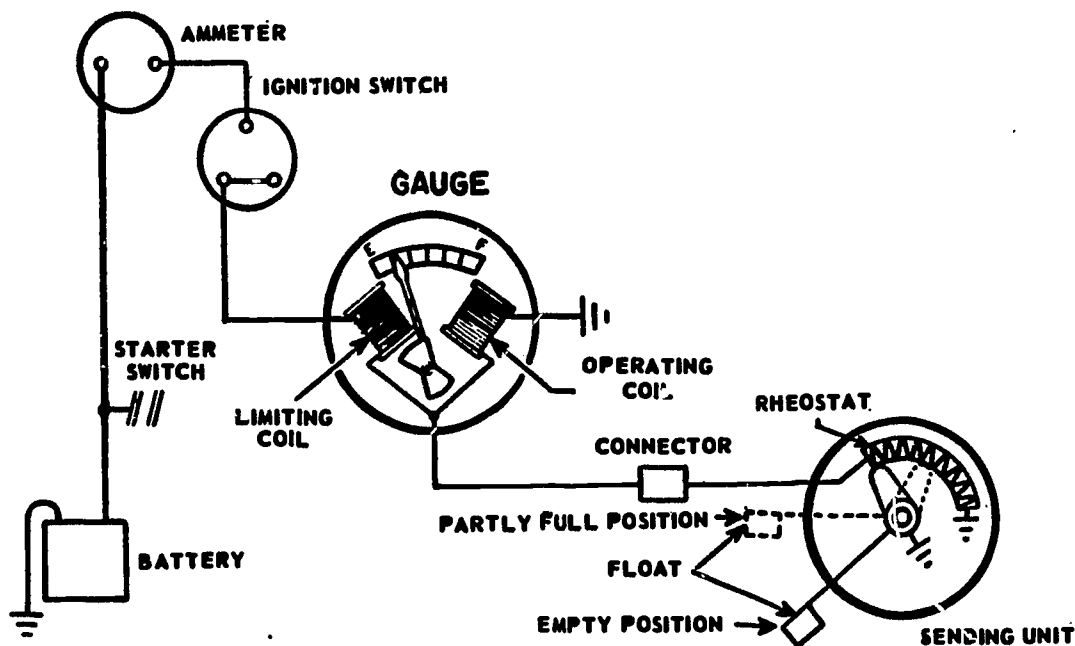 AMMETER
IGNITION SWITCH
GAUGE
E
F
STARTER
SWITCH
OPERATING
COIL
LIMITING
COIL
RHEOSTAT
CONNECTOR
PARTLY FULL POSITION
BATTERY
FLOAT
EMPTY POSITION
SENDING UNIT